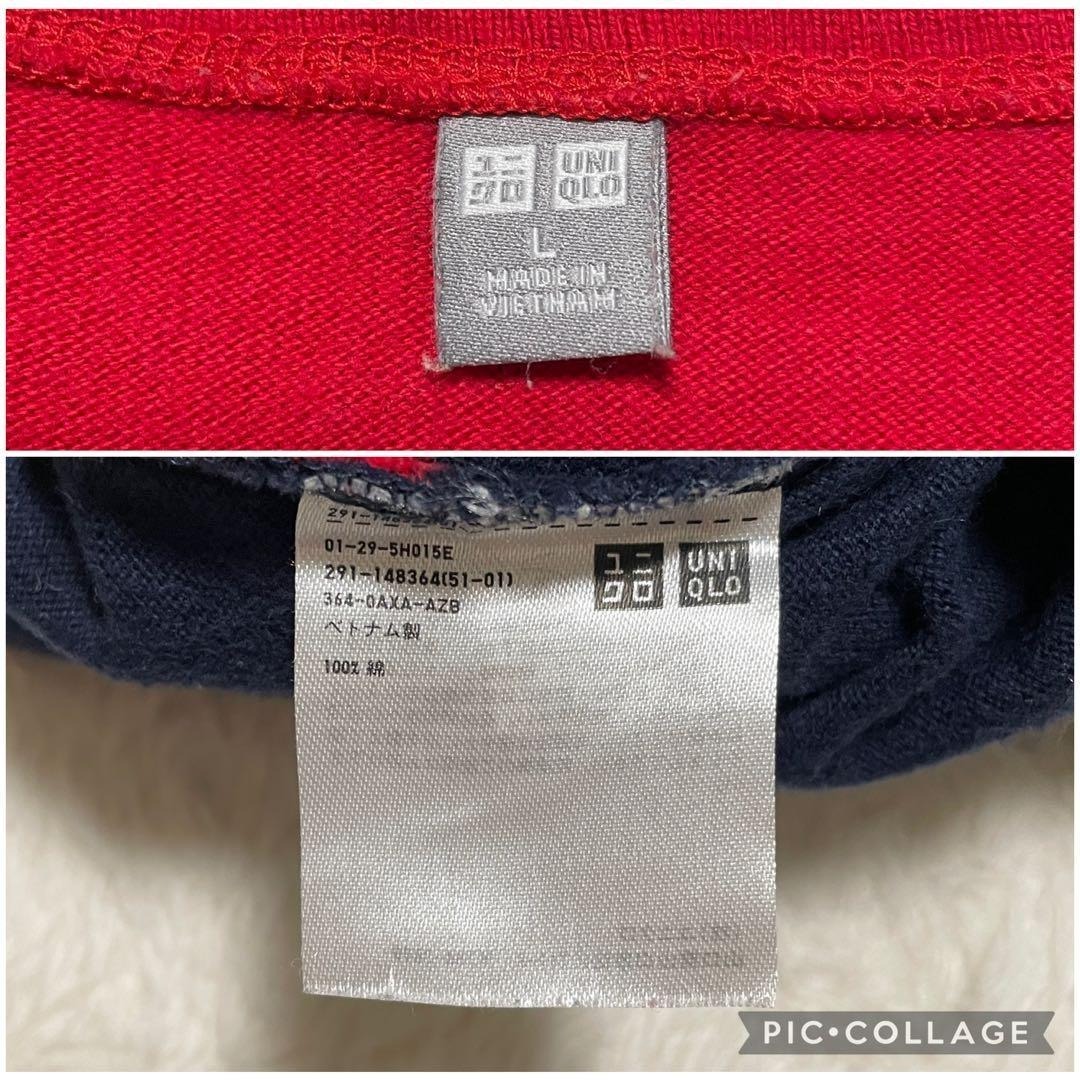 ユニ UNI
クロ QLO
L
MADE IN
VIETNAM
01-29-5H015E
291-148364(51-01)
364-0AXA-AZB
ベトナム製
100% 綿
ユニ UNI
クロ QLO
PIC•COLLAGE